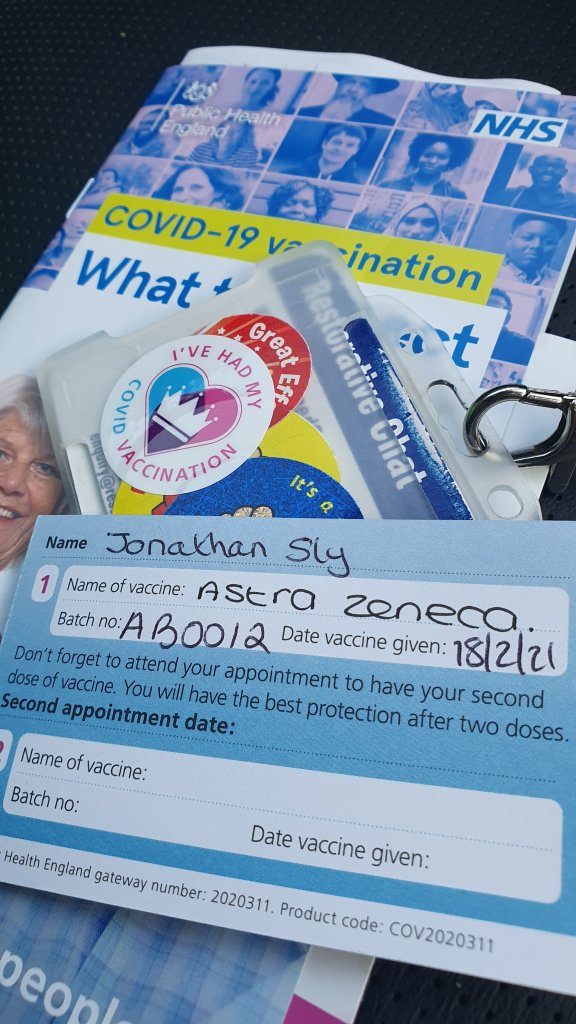 Public Health
England
NHS
COVID-19 vaccination
What
I'VE HAD MY
COVID VACCINATION
Great
Restorative
Chat
It's a
Name Jonathan Sly
1
Name of vaccine: Astra Zeneca.
Batch no: AB0012 Date vaccine given: 18/2/21
Don't forget to attend your appointment to have your second
dose of vaccine. You will have the best protection after two doses.
Second appointment date:
Name of vaccine:
Batch no:
Date vaccine given:
Health England gateway number: 2020311. Product code: COV2020311
people